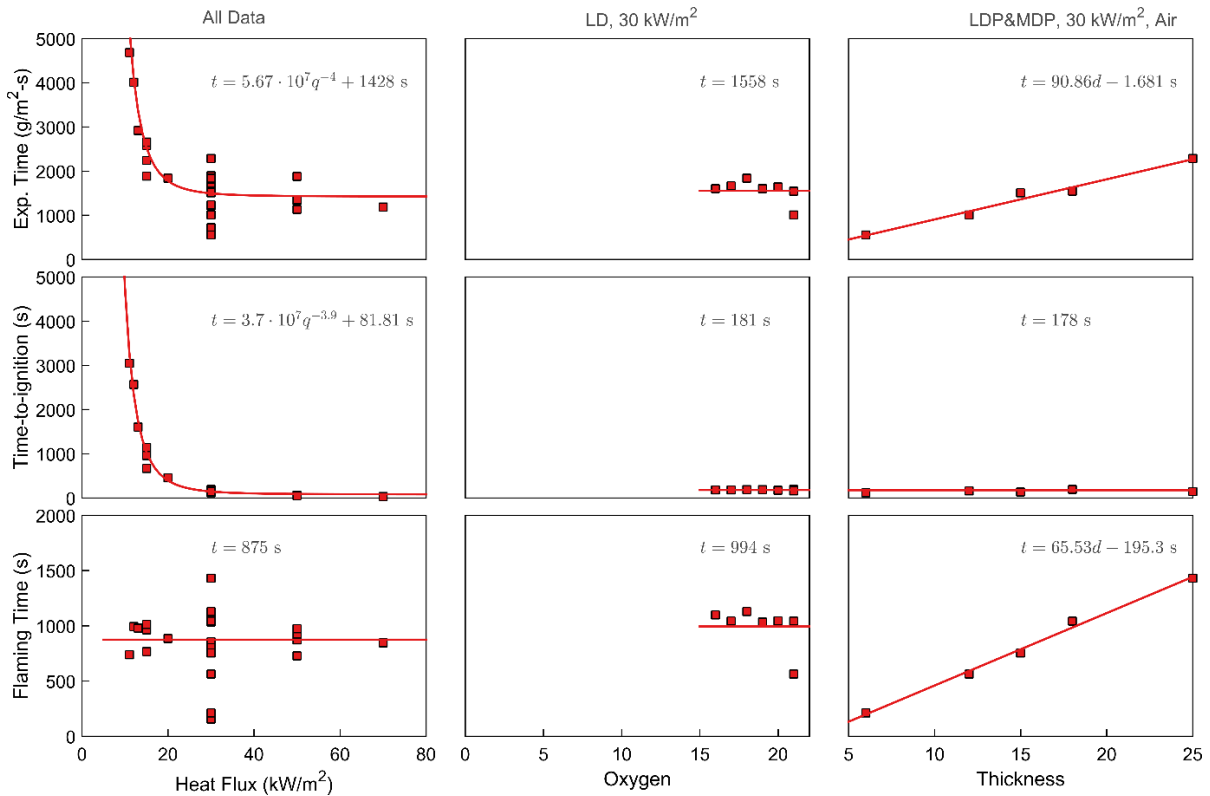 All Data
LD, 30 kW/m²
LDP&MDP, 30 kW/m², Air
Exp. Time (g/m²-s)
5000
4000
3000
2000
1000
0
t = 5.67 · 10⁷q⁻⁴ + 1428 s
t = 1558 s
t = 90.86d − 1.681 s
Time-to-ignition (s)
5000
4000
3000
2000
1000
0
t = 3.7 · 10⁷q⁻³·⁹ + 81.81 s
t = 181 s
t = 178 s
Flaming Time (s)
2000
1500
1000
500
0
t = 875 s
t = 994 s
t = 65.53d − 195.3 s
0 20 40 60 80
0 5 10 15 20
5 10 15 20 25
Heat Flux (kW/m²)
Oxygen
Thickness